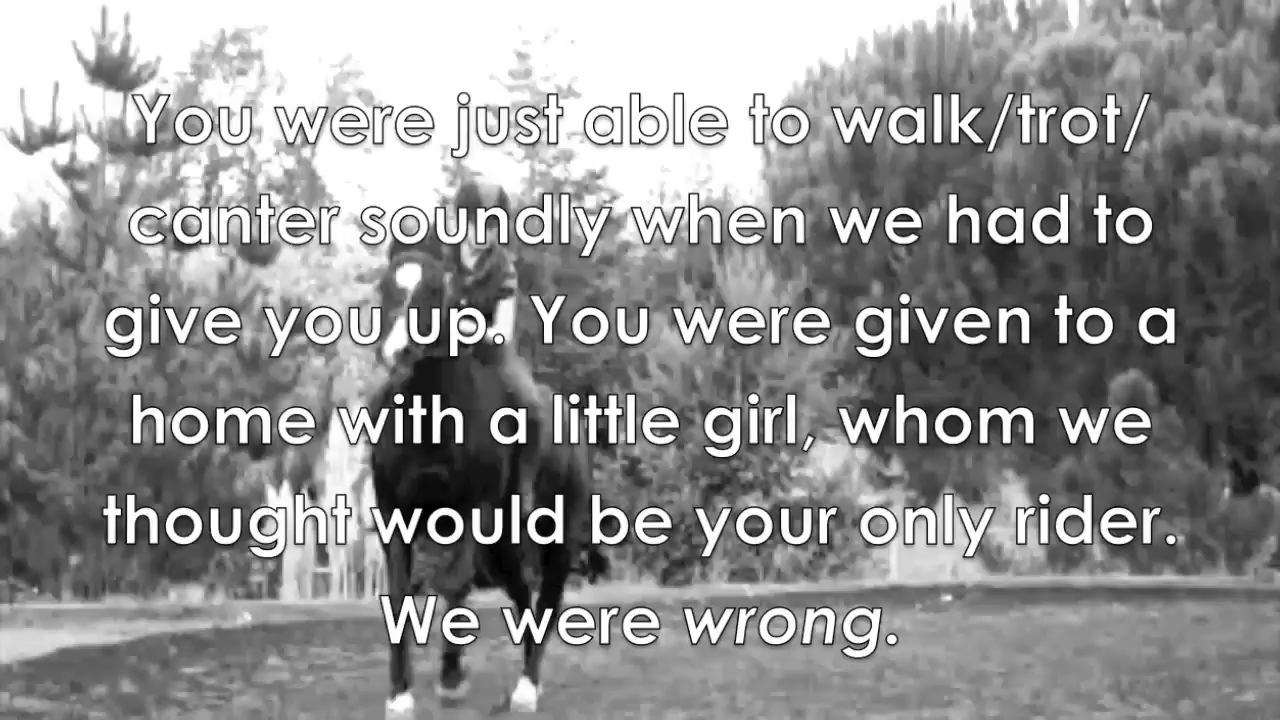 You were just able to walk/trot/
canter soundly when we had to
give you up. You were given to a
home with a little girl, whom we
thought would be your only rider.
We were wrong.